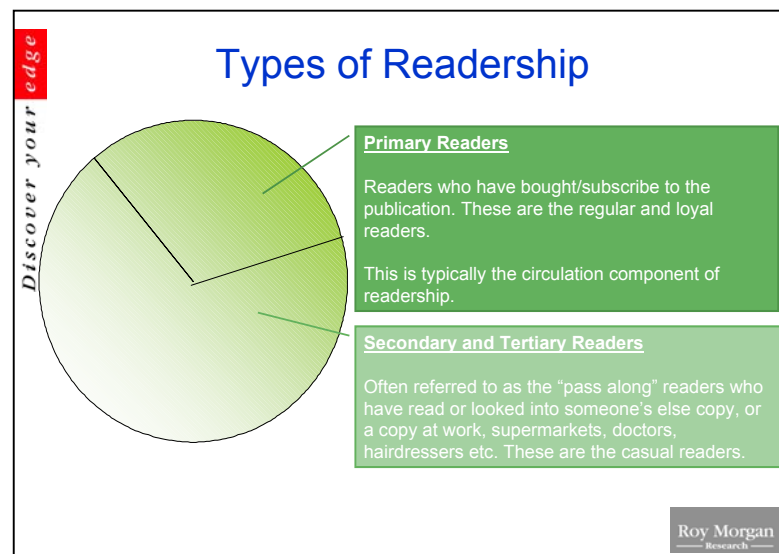 Types of Readership
Discover your edge
Primary Readers
Readers who have bought/subscribe to the
publication. These are the regular and loyal
readers.
This is typically the circulation component of
readership.
Secondary and Tertiary Readers
Often referred to as the “pass along” readers who
have read or looked into someone’s else copy, or
a copy at work, supermarkets, doctors,
hairdressers etc. These are the casual readers.
Roy Morgan
Research